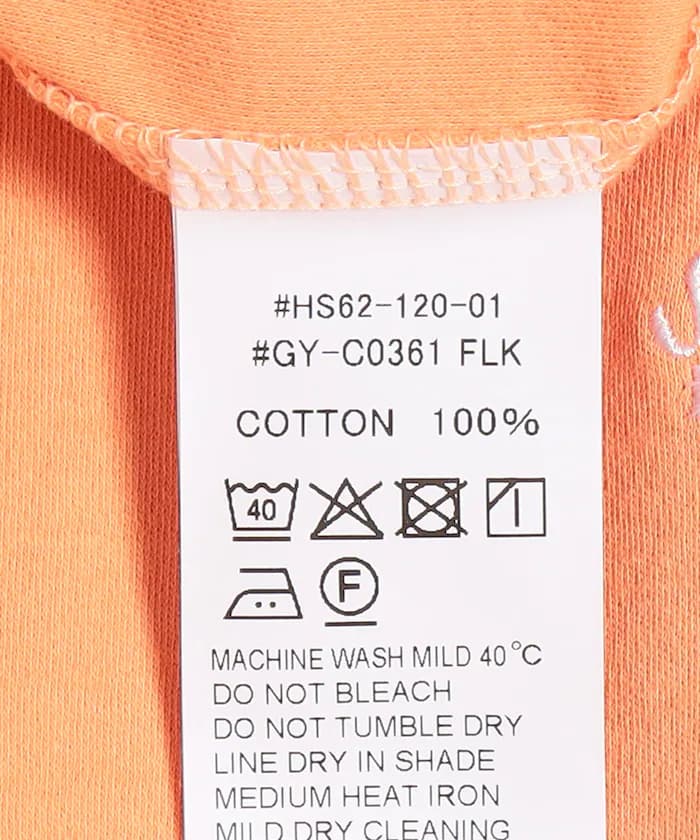 #HS62-120-01
#GY-C0361 FLK
COTTON 100%
40
F
MACHINE WASH MILD 40°C
DO NOT BLEACH
DO NOT TUMBLE DRY
LINE DRY IN SHADE
MEDIUM HEAT IRON
MILD DRY CLEANING